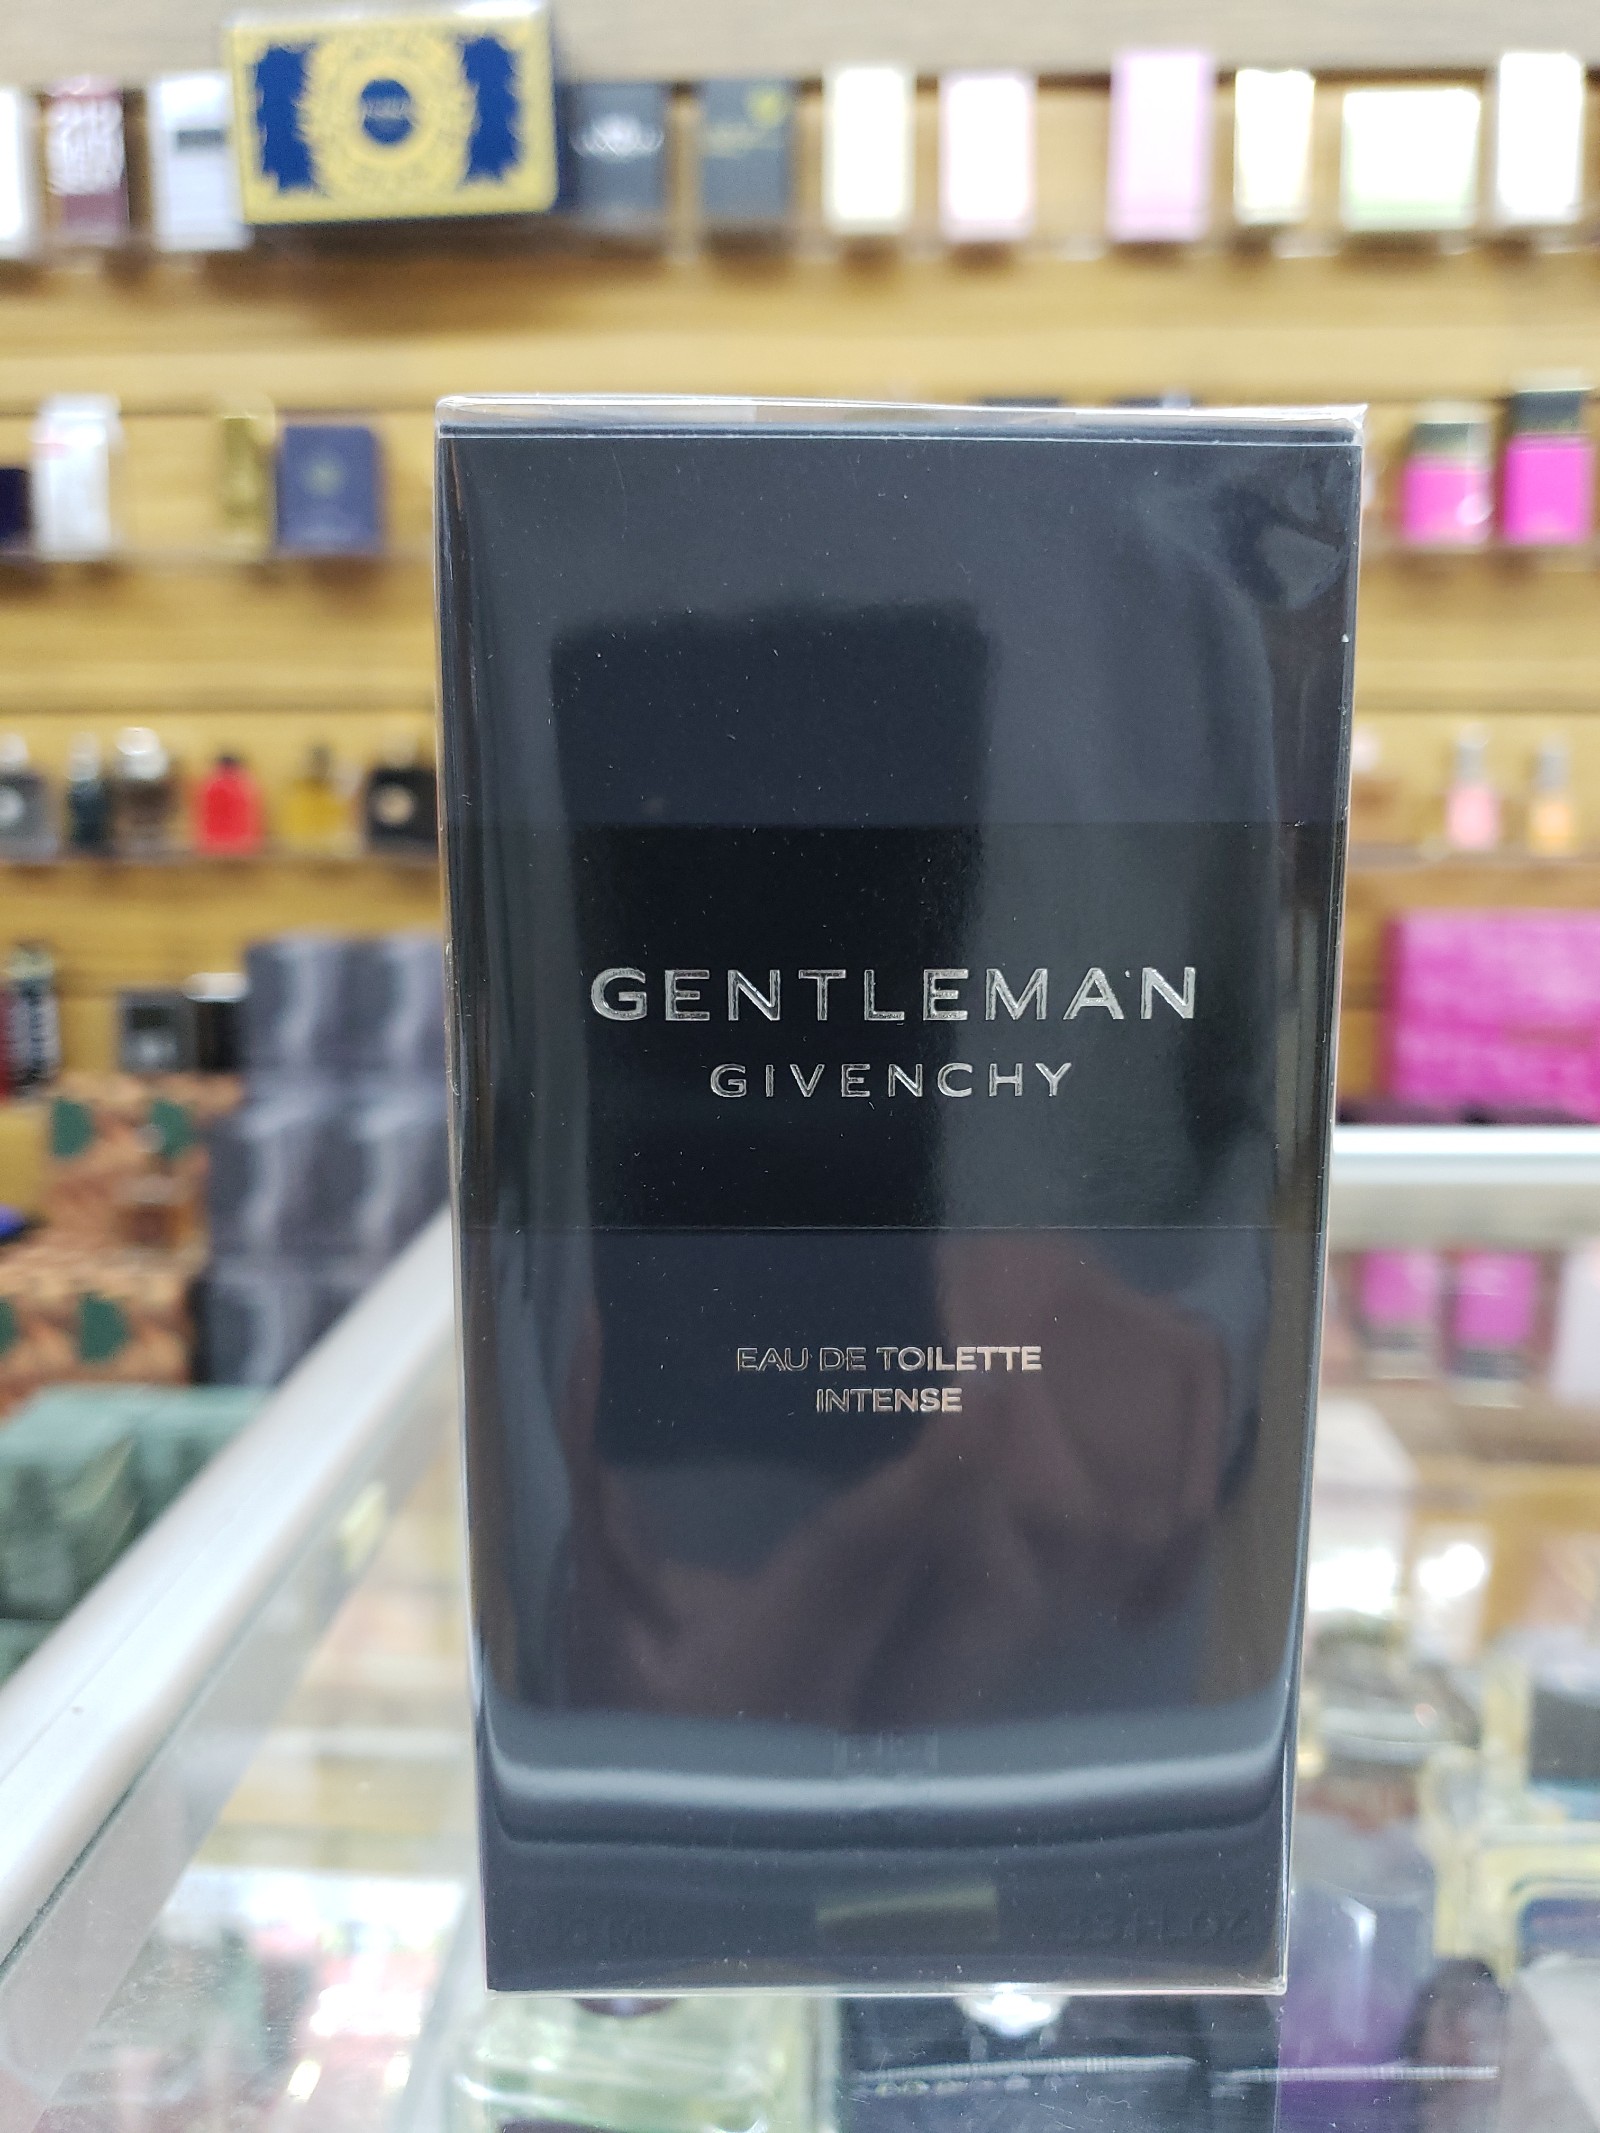 GENTLEMAN
GIVENCHY
EAU DE TOILETTE
INTENSE